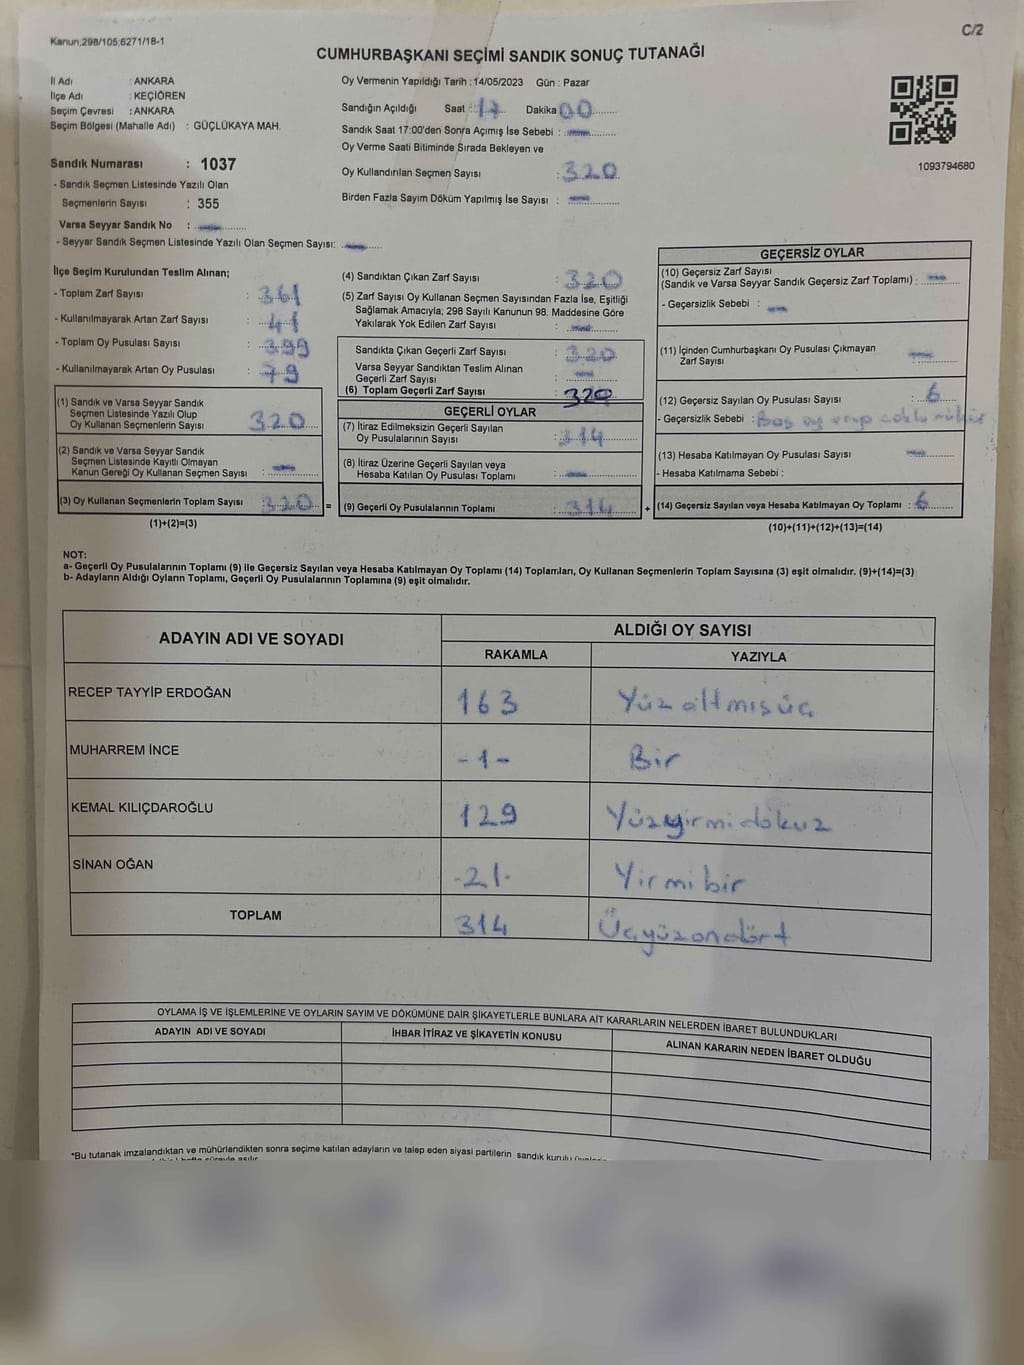 Kanun;298/105;6271/18-1
C/2
CUMHURBAŞKANI SEÇİMİ SANDIK SONUÇ TUTANAĞI
İl Adı : ANKARA
İlçe Adı : KEÇİÖREN
Seçim Çevresi : ANKARA
Seçim Bölgesi (Mahalle Adı) : GÜÇLÜKAYA MAH.
Sandık Numarası : 1037
- Sandık Seçmen Listesinde Yazılı Olan
Seçmenlerin Sayısı : 355
Varsa Seyyar Sandık No :
- Seyyar Sandık Seçmen Listesinde Yazılı Olan Seçmen Sayısı:
Oy Vermenin Yapıldığı Tarih : 14/05/2023 Gün : Pazar
Sandığın Açıldığı Saat : 17 Dakika 00
Sandık Saat 17:00'den Sonra Açımış İse Sebebi :
Oy Verme Saati Bitiminde Sırada Bekleyen ve
Oy Kullandırılan Seçmen Sayısı : 320
Birden Fazla Sayım Döküm Yapılmış İse Sayısı :
1093794680
İlçe Seçim Kurulundan Teslim Alınan;
- Toplam Zarf Sayısı : 361
- Kullanılmayarak Artan Zarf Sayısı : 41
- Toplam Oy Pusulası Sayısı : 399
- Kullanılmayarak Artan Oy Pusulası : 79
(1) Sandık ve Varsa Seyyar Sandık
Seçmen Listesinde Yazılı Olup
Oy Kullanan Seçmenlerin Sayısı : 320
(2) Sandık ve Varsa Seyyar Sandık
Seçmen Listesinde Kayıtlı Olmayan
Kanun Gereği Oy Kullanan Seçmen Sayısı :
(3) Oy Kullanan Seçmenlerin Toplam Sayısı : 320 =
(1)+(2)=(3)
(4) Sandıktan Çıkan Zarf Sayısı : 320
(5) Zarf Sayısı Oy Kullanan Seçmen Sayısından Fazla İse, Eşitliği
Sağlamak Amacıyla; 298 Sayılı Kanunun 98. Maddesine Göre
Yakılarak Yok Edilen Zarf Sayısı :
Sandıkta Çıkan Geçerli Zarf Sayısı : 320
Varsa Seyyar Sandıktan Teslim Alınan
Geçerli Zarf Sayısı :
(6) Toplam Geçerli Zarf Sayısı : 320
GEÇERLİ OYLAR
(7) İtiraz Edilmeksizin Geçerli Sayılan
Oy Pusulalarının Sayısı : 314
(8) İtiraz Üzerine Geçerli Sayılan veya
Hesaba Katılan Oy Pusulası Toplamı :
(9) Geçerli Oy Pusulalarının Toplamı : 314 +
GEÇERSİZ OYLAR
(10) Geçersiz Zarf Sayısı
(Sandık ve Varsa Seyyar Sandık Geçersiz Zarf Toplamı) :
- Geçersizlik Sebebi :
(11) İçinden Cumhurbaşkanı Oy Pusulası Çıkmayan
Zarf Sayısı :
(12) Geçersiz Sayılan Oy Pusulası Sayısı : 6
- Geçersizlik Sebebi : Boş oy
(13) Hesaba Katılmayan Oy Pusulası Sayısı :
- Hesaba Katılmama Sebebi :
(14) Geçersiz Sayılan veya Hesaba Katılmayan Oy Toplamı : 6
(10)+(11)+(12)+(13)=(14)
NOT:
a- Geçerli Oy Pusulalarının Toplamı (9) ile Geçersiz Sayılan veya Hesaba Katılmayan Oy Toplamı (14) Toplamları, Oy Kullanan Seçmenlerin Toplam Sayısına (3) eşit olmalıdır. (9)+(14)=(3)
b- Adayların Aldığı Oyların Toplamı, Geçerli Oy Pusulalarının Toplamına (9) eşit olmalıdır.
ADAYIN ADI VE SOYADI
ALDIĞI OY SAYISI
RAKAMLA YAZIYLA
RECEP TAYYİP ERDOĞAN 163 Yüzaltmışüç
MUHARREM İNCE -1- Bir
KEMAL KILIÇDAROĞLU 129 Yüzyirmidokuz
SİNAN OĞAN -21- Yirmibir
TOPLAM 314 Üçyüzondört
OYLAMA İŞ VE İŞLEMLERİNE VE OYLARIN SAYIM VE DÖKÜMÜNE DAİR ŞİKAYETLERLE BUNLARA AİT KARARLARIN NELERDEN İBARET BULUNDUKLARI
ADAYIN ADI VE SOYADI İHBAR İTİRAZ VE ŞİKAYETİN KONUSU ALINAN KARARIN NEDEN İBARET OLDUĞU
*Bu tutanak imzalandıktan ve mühürlendikten sonra seçime katılan adayların ve talep eden siyasi partilerin sandık kurulu